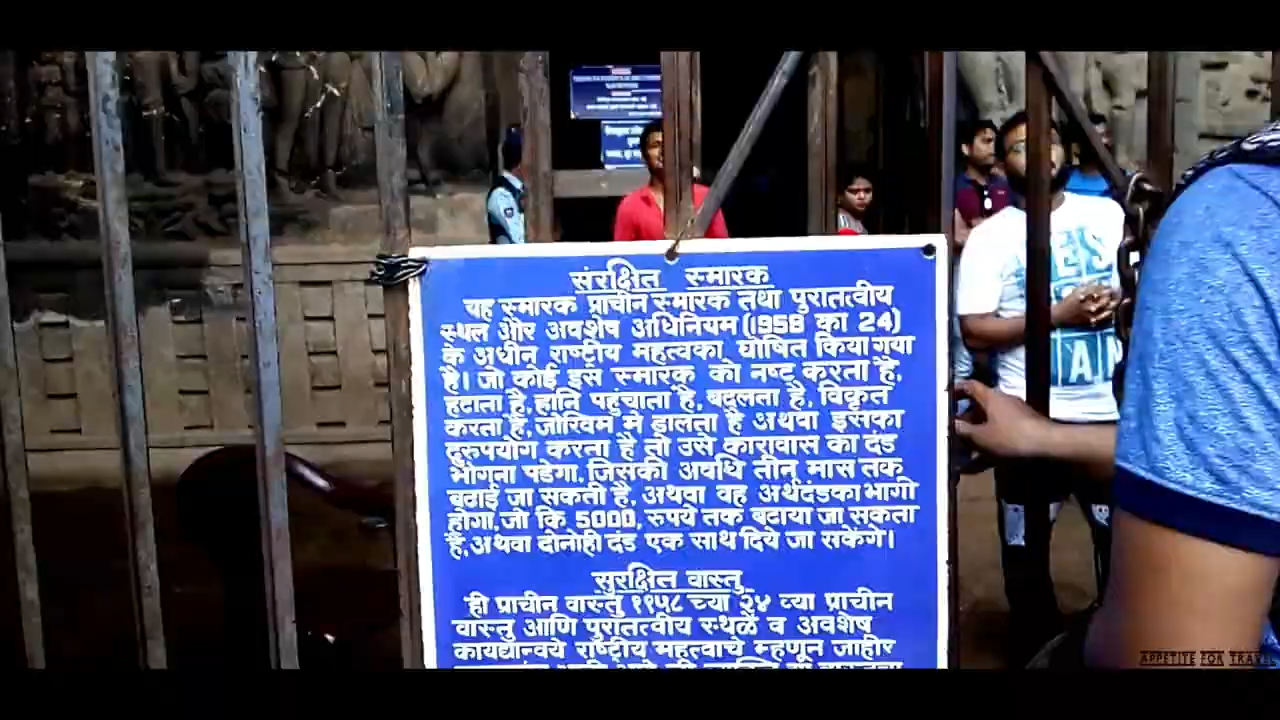 संरक्षित स्मारक
यह स्मारक प्राचीन स्मारक तथा पुरातत्वीय
स्थल और अवशेष अधिनियम (1958 का 24)
के अधीन राष्ट्रीय महत्वका घोषित किया गया
है। जो कोई इस स्मारक को नष्ट करता है,
हटाता है, हानि पहुचाता है, बदलता है, विकृत
करता है, जोखिम मे डालता है अथवा इसका
दुरुपयोग करता है तो उसे कारावास का दंड
भोगना पडेगा, जिसकी अवधि तीन मास तक
बढाई जा सकती है, अथवा वह अर्थदंडका भागी
होगा, जो कि 5000, रुपये तक बढाया जा सकता
है, अथवा दोनोही दंड एक साथ दिये जा सकेंगे।
सुरक्षित वास्तु
ही प्राचीन वास्तु १९५८ च्या २४ व्या प्राचीन
वास्तु आणि पुरातत्वीय स्थळे व अवशेष
कायद्यान्वये राष्ट्रीय महत्वाचे म्हणून जाहीर
APPETITE FOR TRAVEL